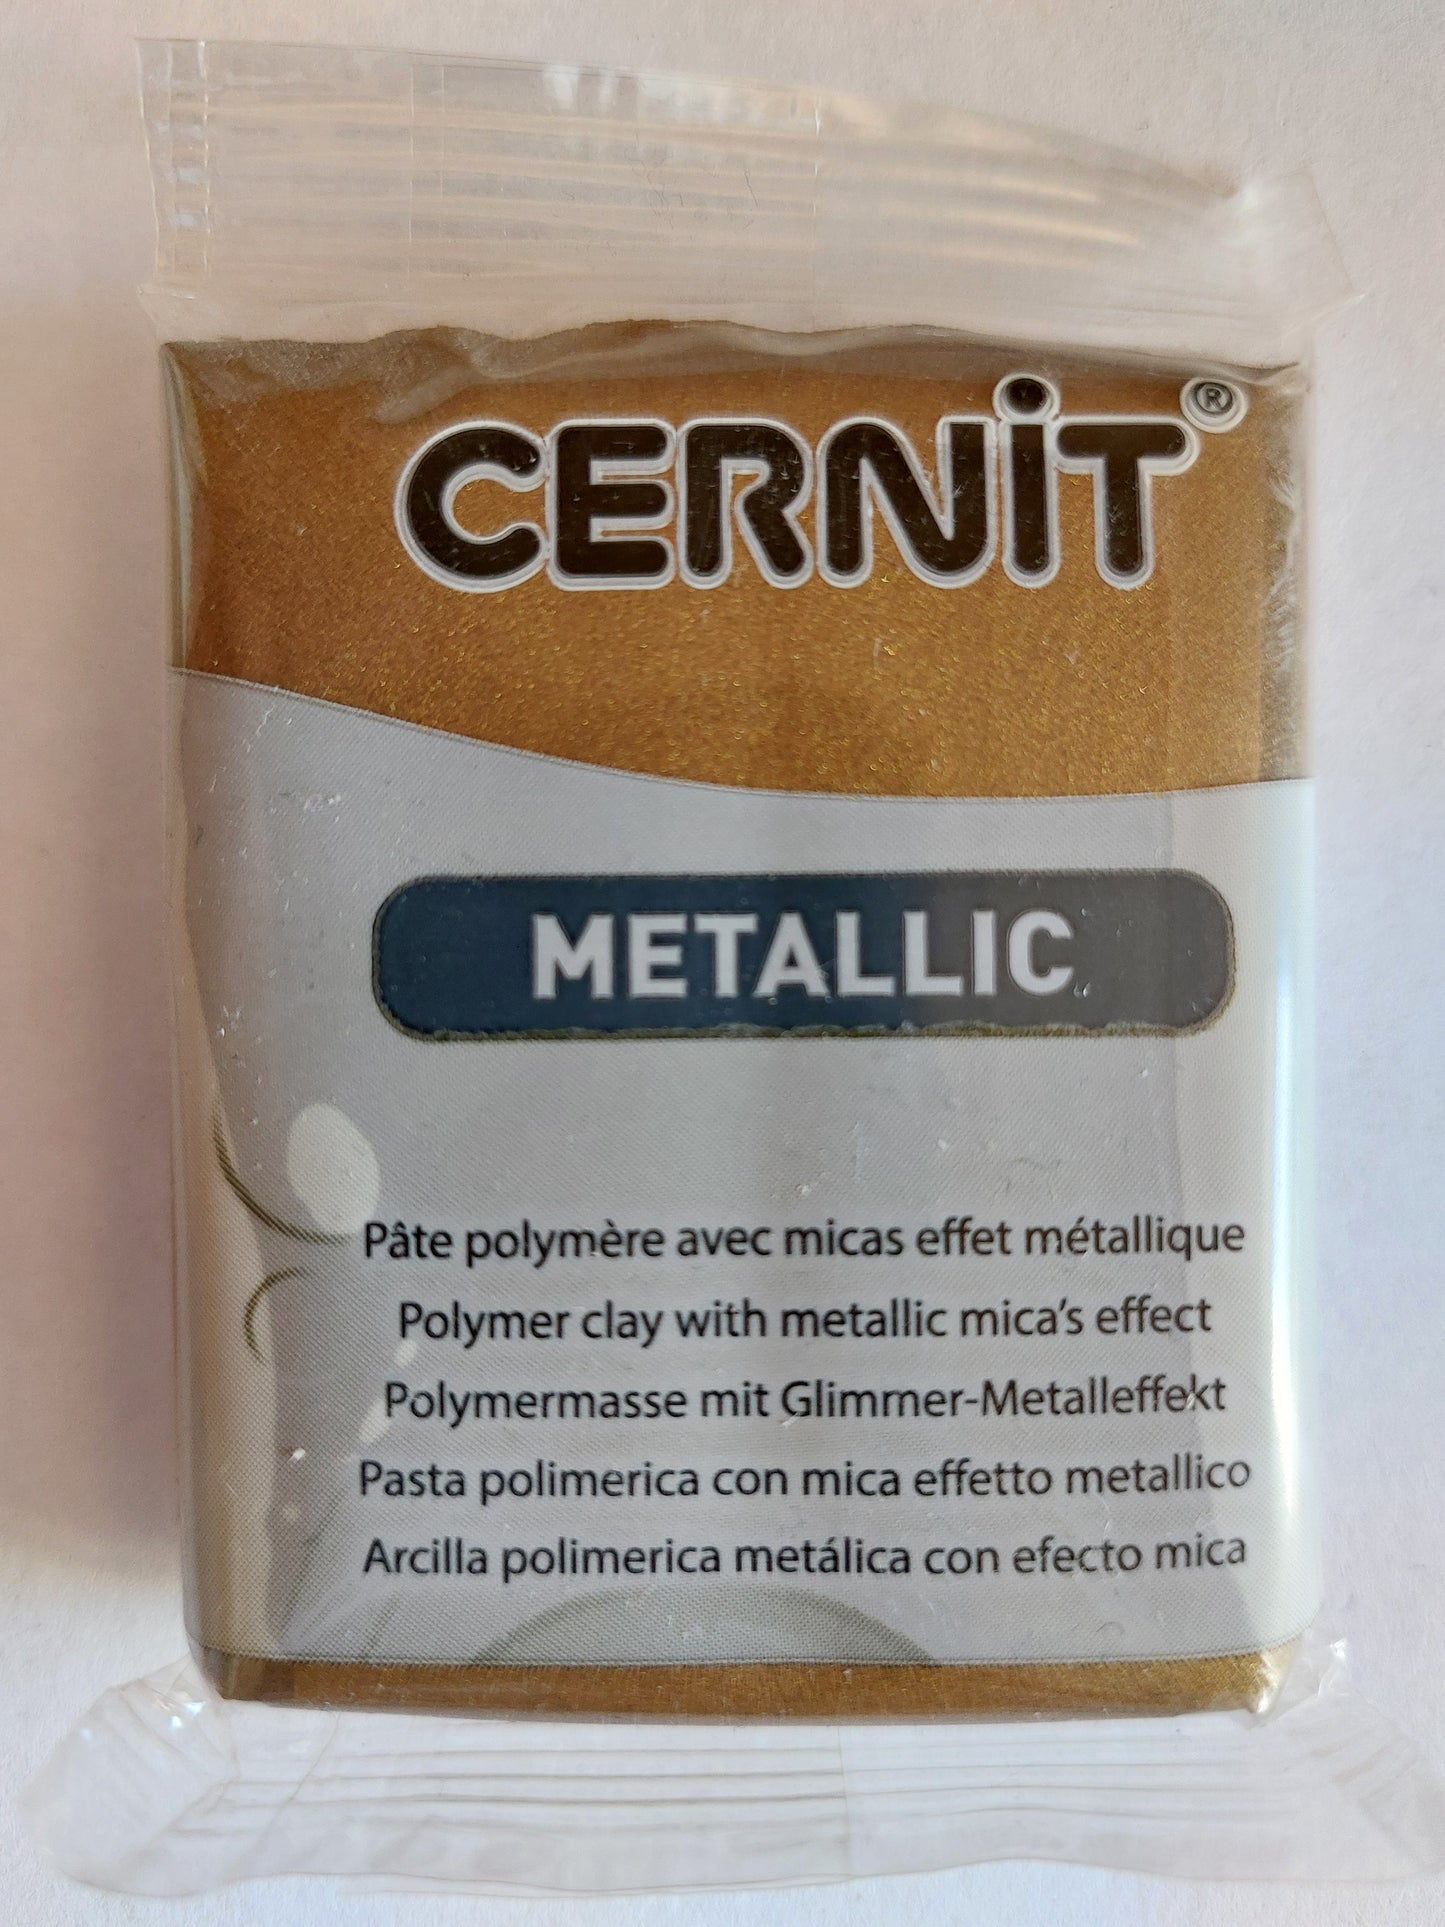 CERNiT®
METALLIC
Pâte polymère avec micas effet métallique
Polymer clay with metallic mica's effect
Polymermasse mit Glimmer-Metalleffekt
Pasta polimerica con mica effetto metallico
Arcilla polimerica metálica con efecto mica